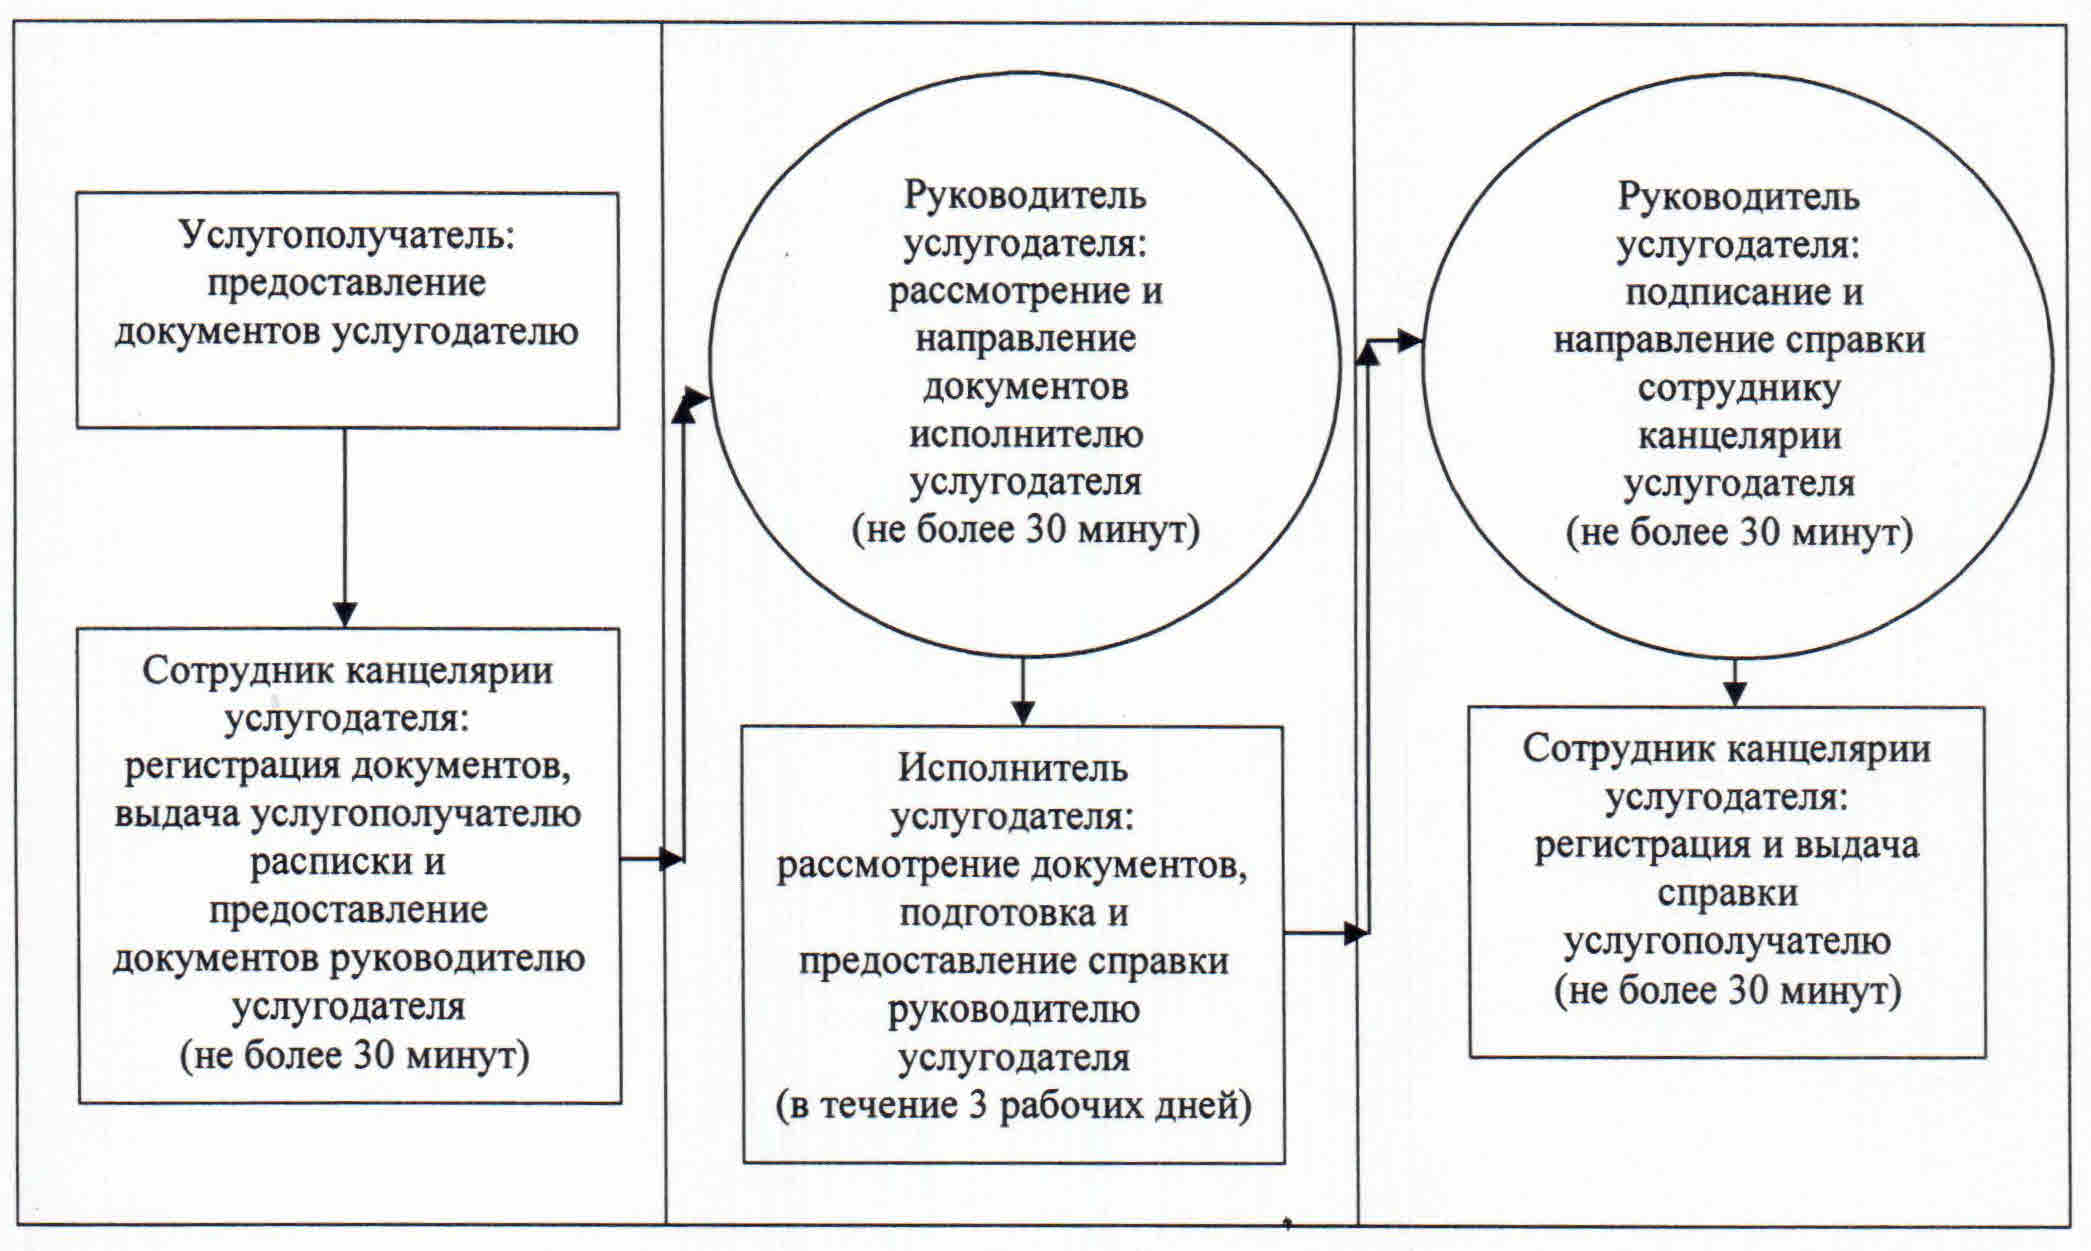 Услугополучатель:
предоставление
документов услугодателю
Сотрудник канцелярии
услугодателя:
регистрация документов,
выдача услугополучателю
расписки и
предоставление
документов руководителю
услугодателя
(не более 30 минут)
Руководитель
услугодателя:
рассмотрение и
направление
документов
исполнителю
услугодателя
(не более 30 минут)
Исполнитель
услугодателя:
рассмотрение документов,
подготовка и
предоставление справки
руководителю
услугодателя
(в течение 3 рабочих дней)
Руководитель
услугодателя:
подписание и
направление справки
сотруднику
канцелярии
услугодателя
(не более 30 минут)
Сотрудник канцелярии
услугодателя:
регистрация и выдача
справки
услугополучателю
(не более 30 минут)